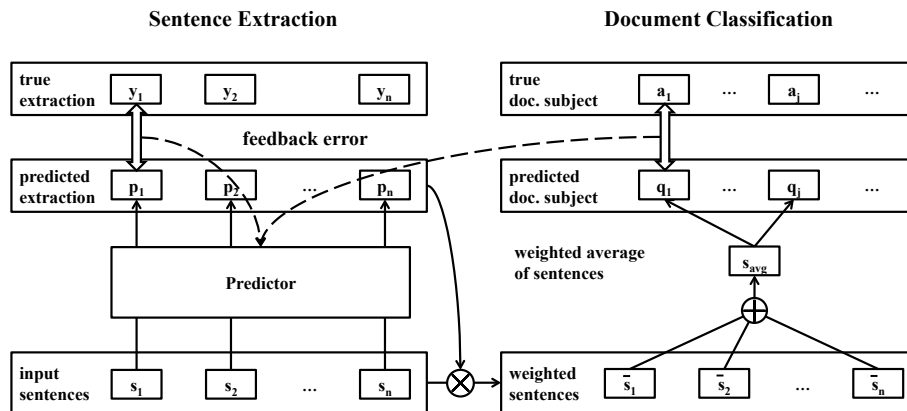 Sentence Extraction
Document Classification
true
extraction
y1
y2
yn
true
doc. subject
a1
...
aj
...
feedback error
predicted
extraction
p1
p2
...
pn
predicted
doc. subject
q1
...
qj
...
Predictor
weighted average
of sentences
savg
input
sentences
s1
s2
...
sn
weighted
sentences
s̄1
s̄2
...
s̄n